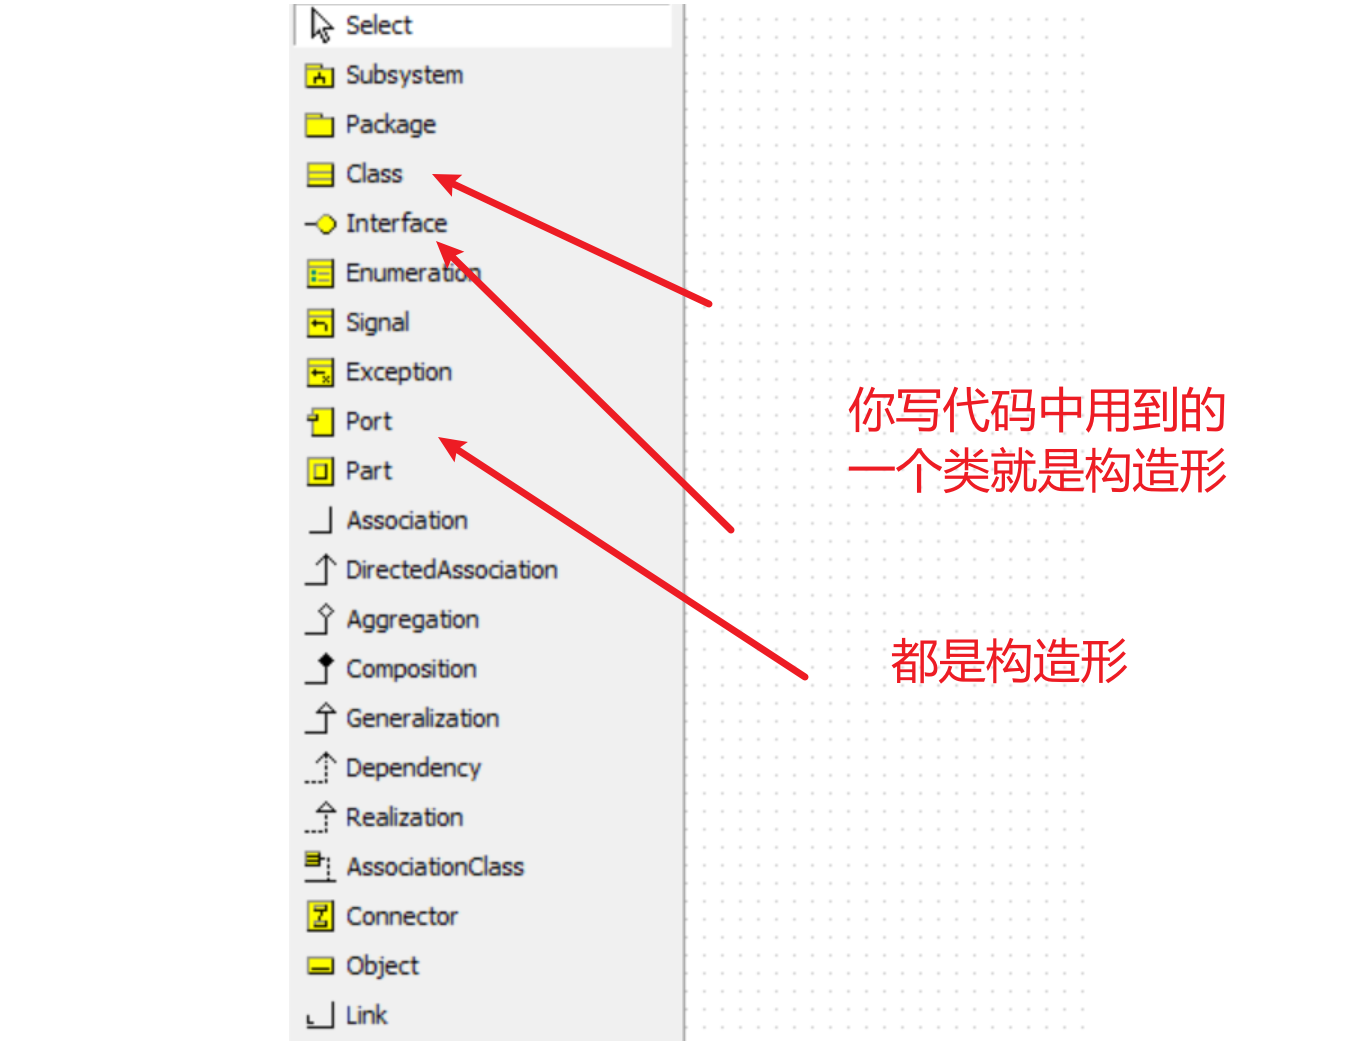 Select
Subsystem
Package
Class
Interface
Enumeration
Signal
Exception
Port
Part
Association
DirectedAssociation
Aggregation
Composition
Generalization
Dependency
Realization
AssociationClass
Connector
Object
Link
你写代码中用到的
一个类就是构造形
都是构造形